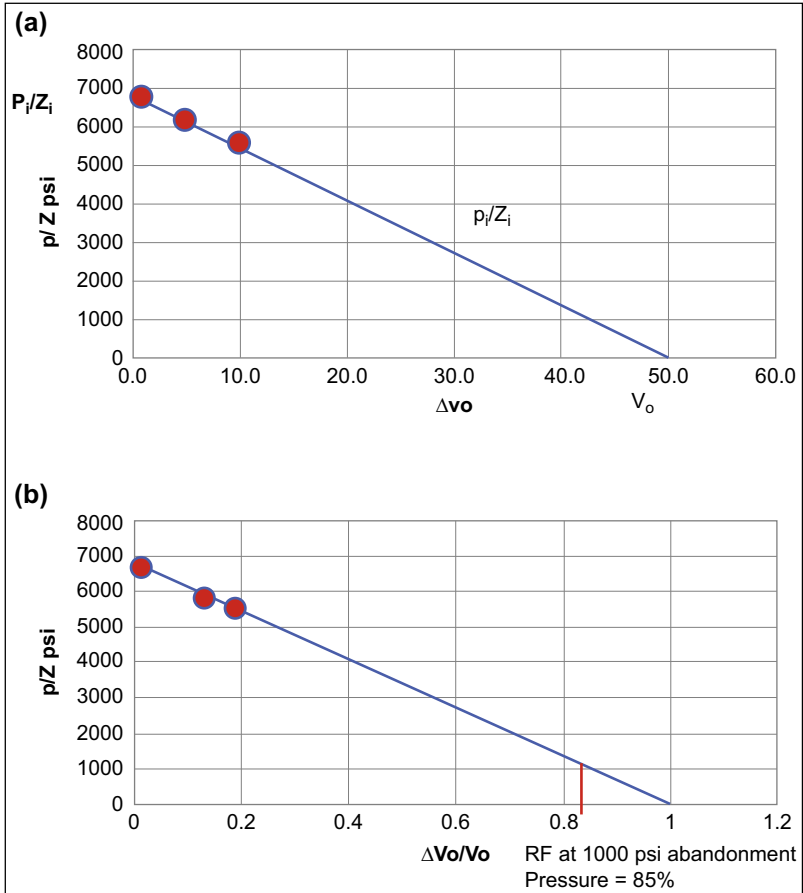 (a)
8000
7000
P₁/Z₁
6000
5000
4000
3000
2000
1000
0
p/ Z psi
pᵢ/Zᵢ
0.0 10.0 20.0 30.0 40.0 50.0 60.0
Δvo
Vₒ
(b)
8000
7000
6000
5000
4000
3000
2000
1000
0
p/Z psi
0 0.2 0.4 0.6 0.8 1 1.2
ΔVo/Vo
RF at 1000 psi abandonment
Pressure = 85%